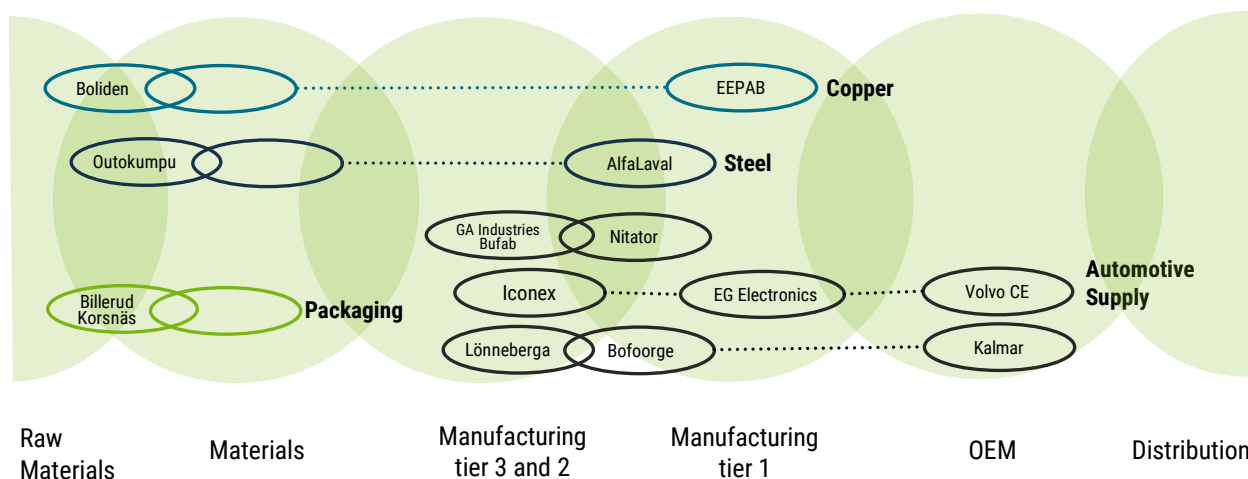 Boliden
EEPAB
Copper
Outokumpu
AlfaLaval
Steel
GA Industries
Bufab
Nitator
Billerud
Korsnäs
Packaging
Iconex
EG Electronics
Volvo CE
Automotive
Supply
Lönneberga
Bofoorge
Kalmar
Raw
Materials
Materials
Manufacturing
tier 3 and 2
Manufacturing
tier 1
OEM
Distribution